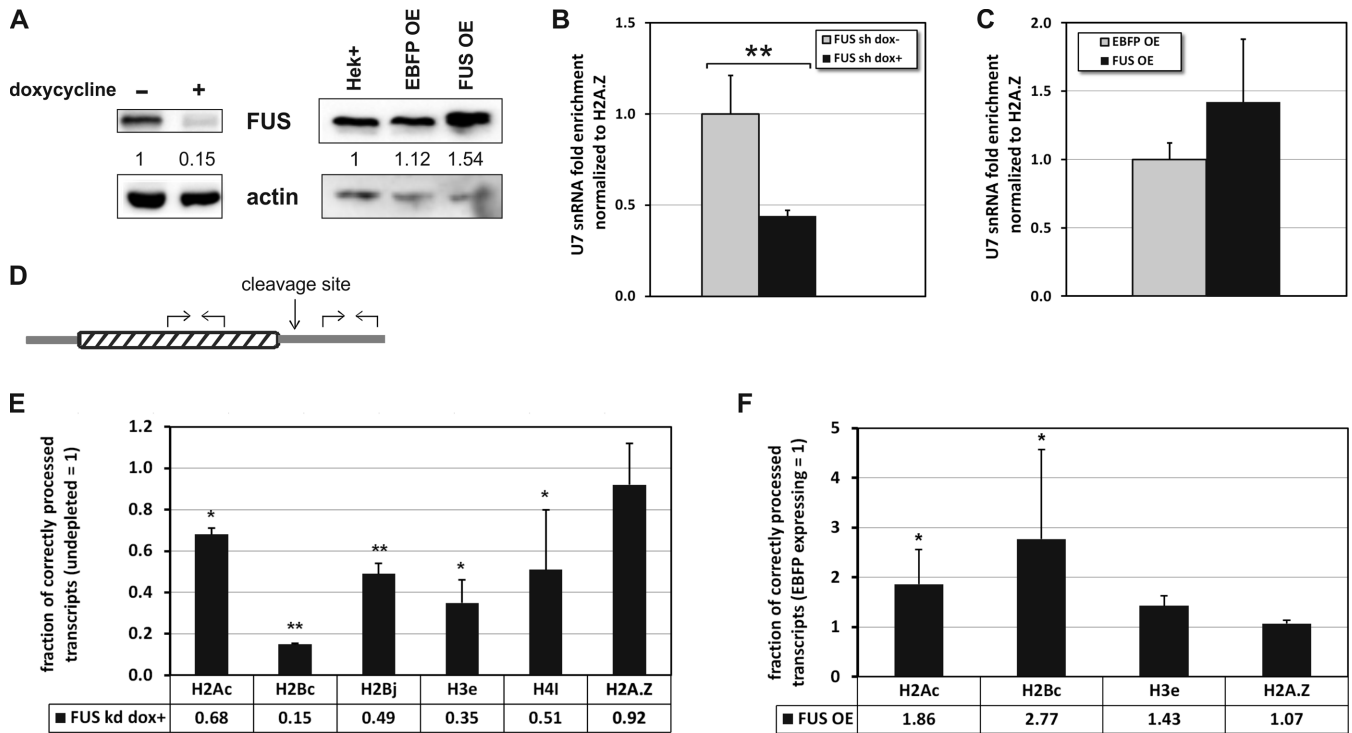 A
doxycycline
–
+
FUS
1
0.15
actin
Hek+
EBFP OE
FUS OE
1
1.12
1.54
B
U7 snRNA fold enrichment
normalized to H2A.Z
1.5
1.0
0.5
0.0
**
FUS sh dox-
FUS sh dox+
C
U7 snRNA fold enrichment
normalized to H2A.Z
2.0
1.5
1.0
0.5
0.0
EBFP OE
FUS OE
D
cleavage site
E
fraction of correctly processed
transcripts (undepleted = 1)
1.2
1.0
0.8
0.6
0.4
0.2
0.0
*
**
**
*
*
H2Ac H2Bc H2Bj H3e H4l H2A.Z
FUS kd dox+ 0.68 0.15 0.49 0.35 0.51 0.92
F
fraction of correctly processed
transcripts (EBFP expressing = 1)
5
4
3
2
1
0
*
*
H2Ac H2Bc H3e H2A.Z
FUS OE 1.86 2.77 1.43 1.07